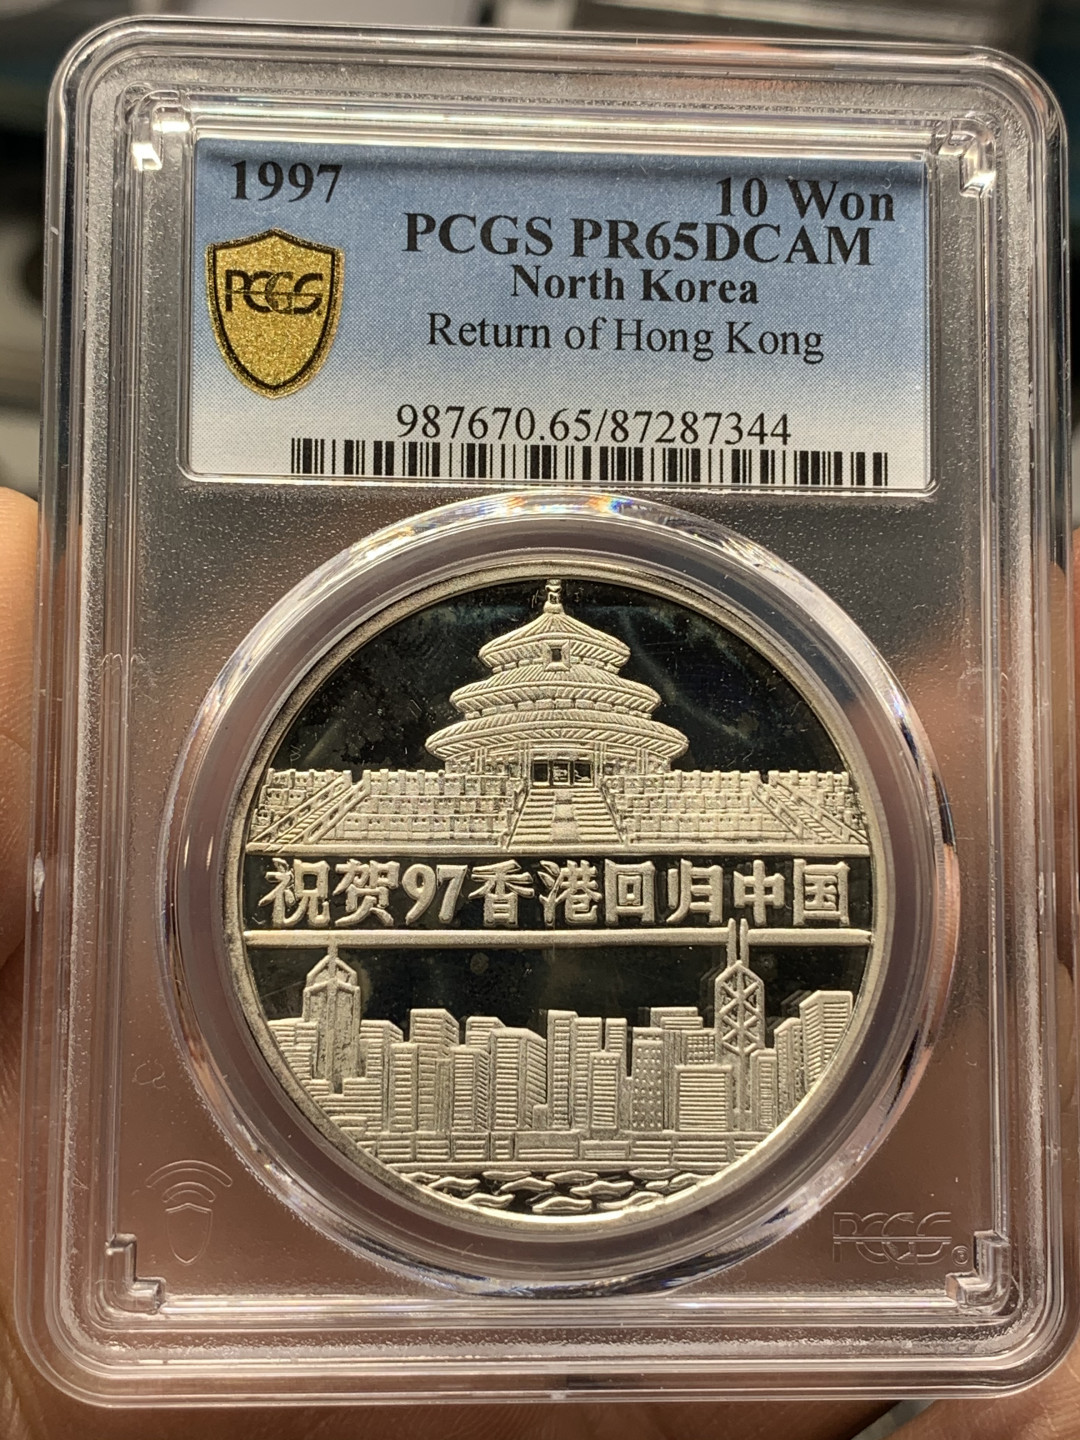 1997
10 Won
PCGS PR65DCAM
North Korea
PCGS
Return of Hong Kong
987670.65/87287344
祝贺97香港回归中国
PCGS